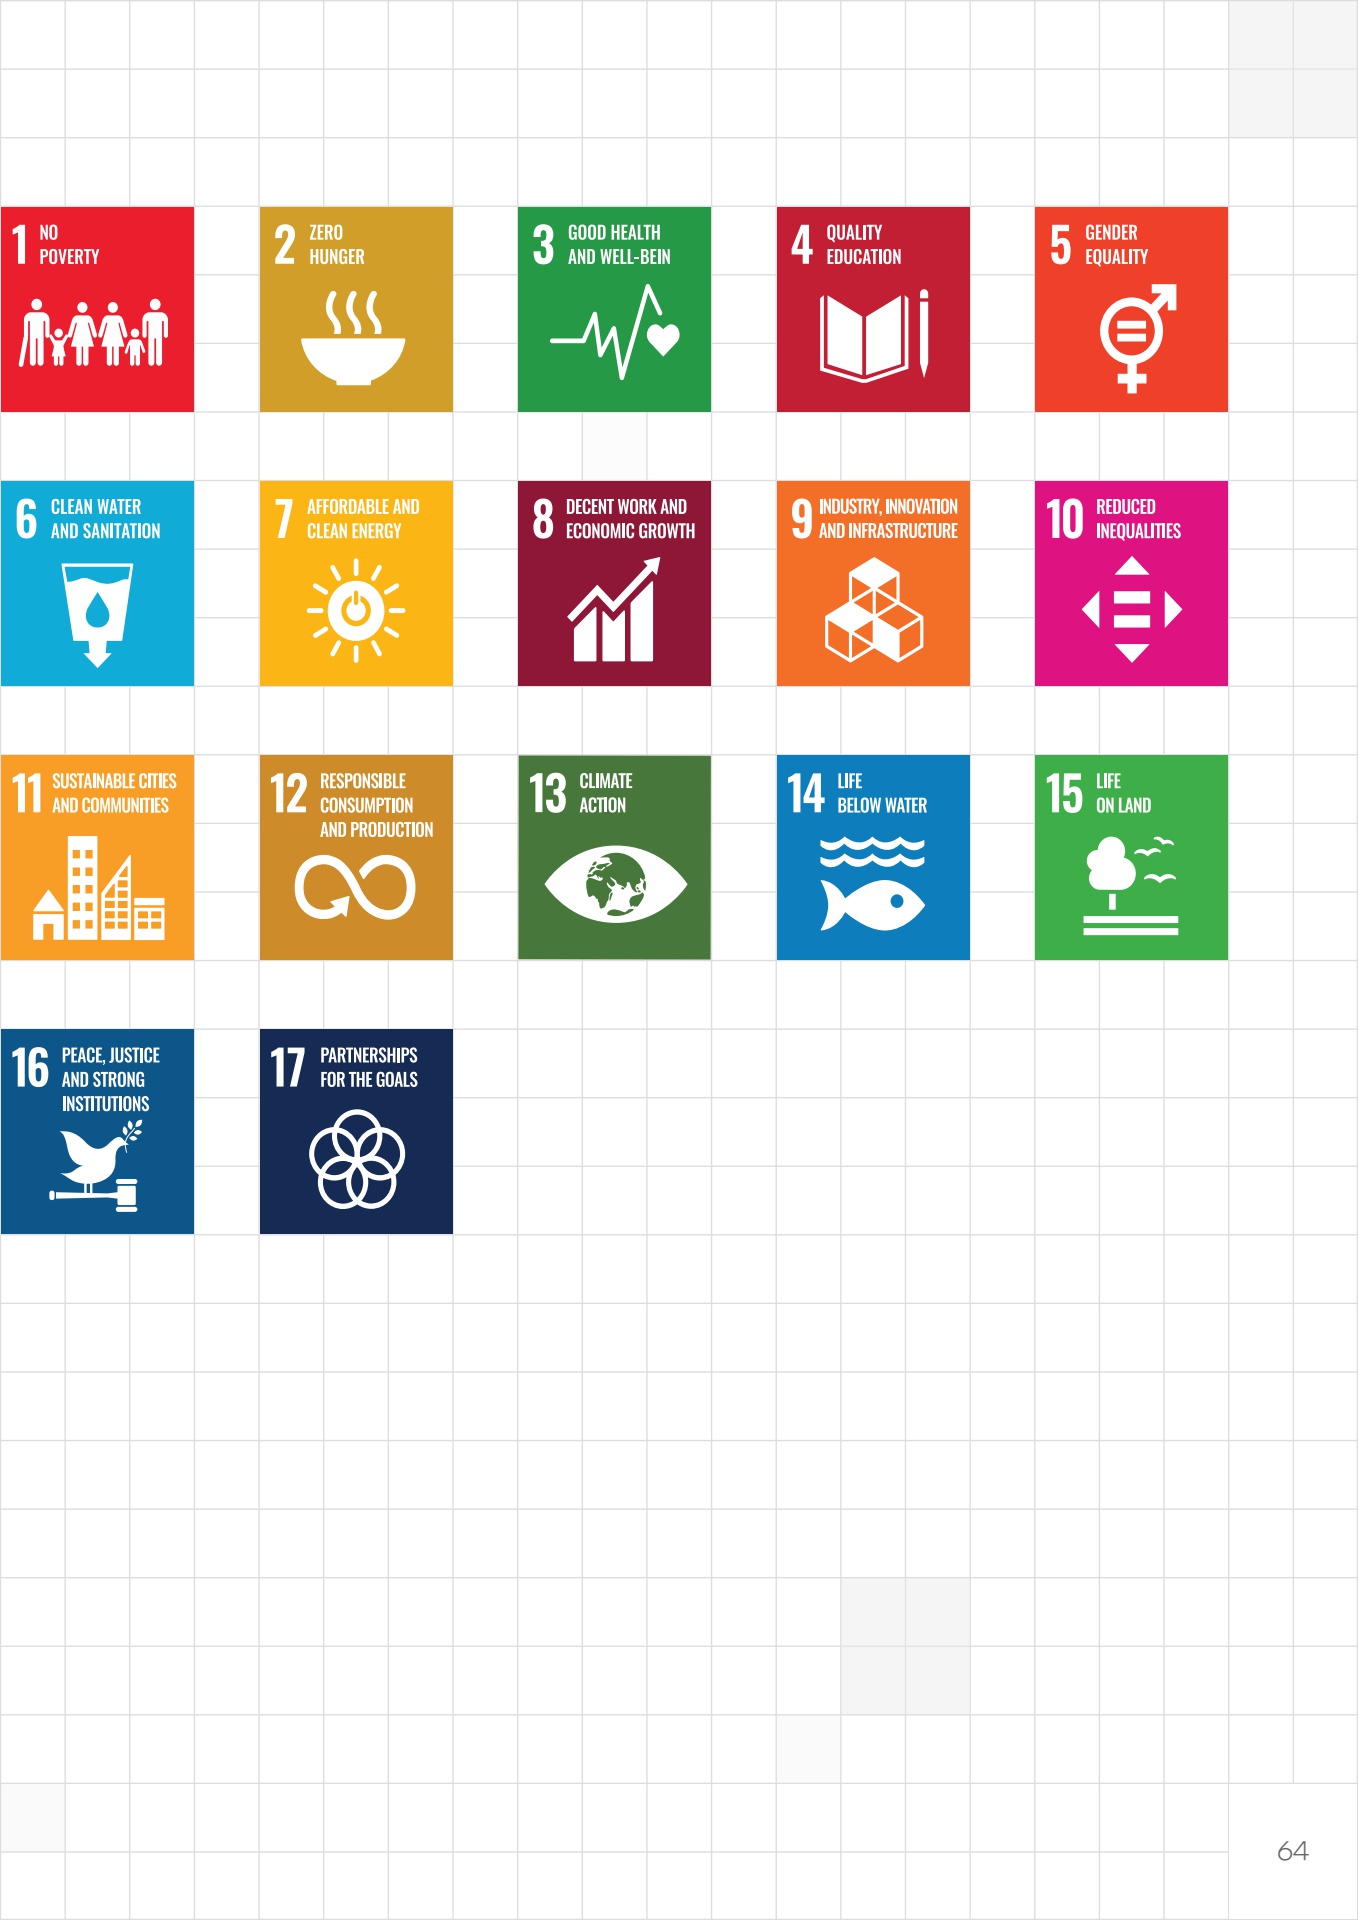 1 NO
POVERTY
2 ZERO
HUNGER
3 GOOD HEALTH
AND WELL-BEIN
4 QUALITY
EDUCATION
5 GENDER
EQUALITY
6 CLEAN WATER
AND SANITATION
7 AFFORDABLE AND
CLEAN ENERGY
8 DECENT WORK AND
ECONOMIC GROWTH
9 INDUSTRY, INNOVATION
AND INFRASTRUCTURE
10 REDUCED
INEQUALITIES
11 SUSTAINABLE CITIES
AND COMMUNITIES
12 RESPONSIBLE
CONSUMPTION
AND PRODUCTION
13 CLIMATE
ACTION
14 LIFE
BELOW WATER
15 LIFE
ON LAND
16 PEACE, JUSTICE
AND STRONG
INSTITUTIONS
17 PARTNERSHIPS
FOR THE GOALS
64